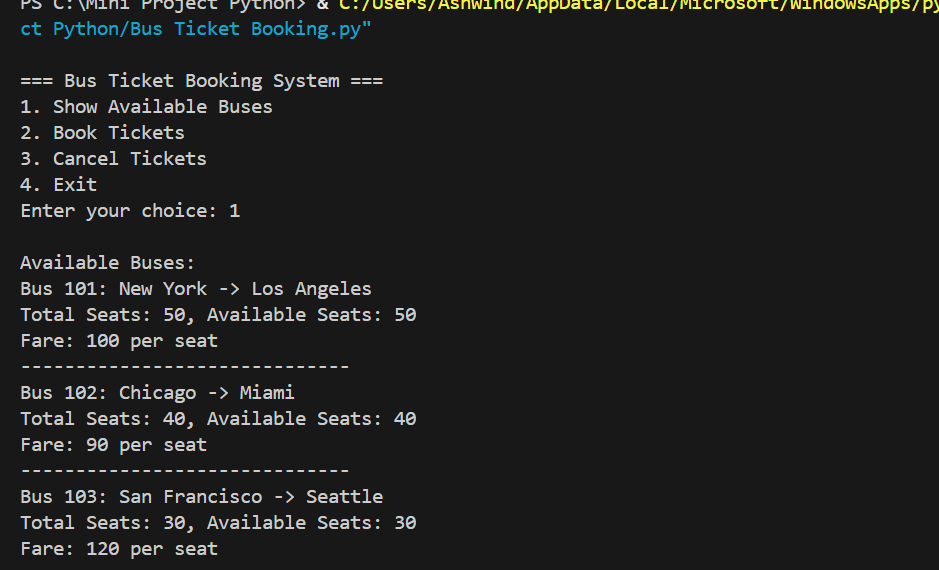 PS C:\Mini Project Python> & C:/Users/Ashwind/AppData/Local/Microsoft/WindowsApps/py
ct Python/Bus Ticket Booking.py"
=== Bus Ticket Booking System ===
1. Show Available Buses
2. Book Tickets
3. Cancel Tickets
4. Exit
Enter your choice: 1
Available Buses:
Bus 101: New York -> Los Angeles
Total Seats: 50, Available Seats: 50
Fare: 100 per seat
------------------------------
Bus 102: Chicago -> Miami
Total Seats: 40, Available Seats: 40
Fare: 90 per seat
------------------------------
Bus 103: San Francisco -> Seattle
Total Seats: 30, Available Seats: 30
Fare: 120 per seat